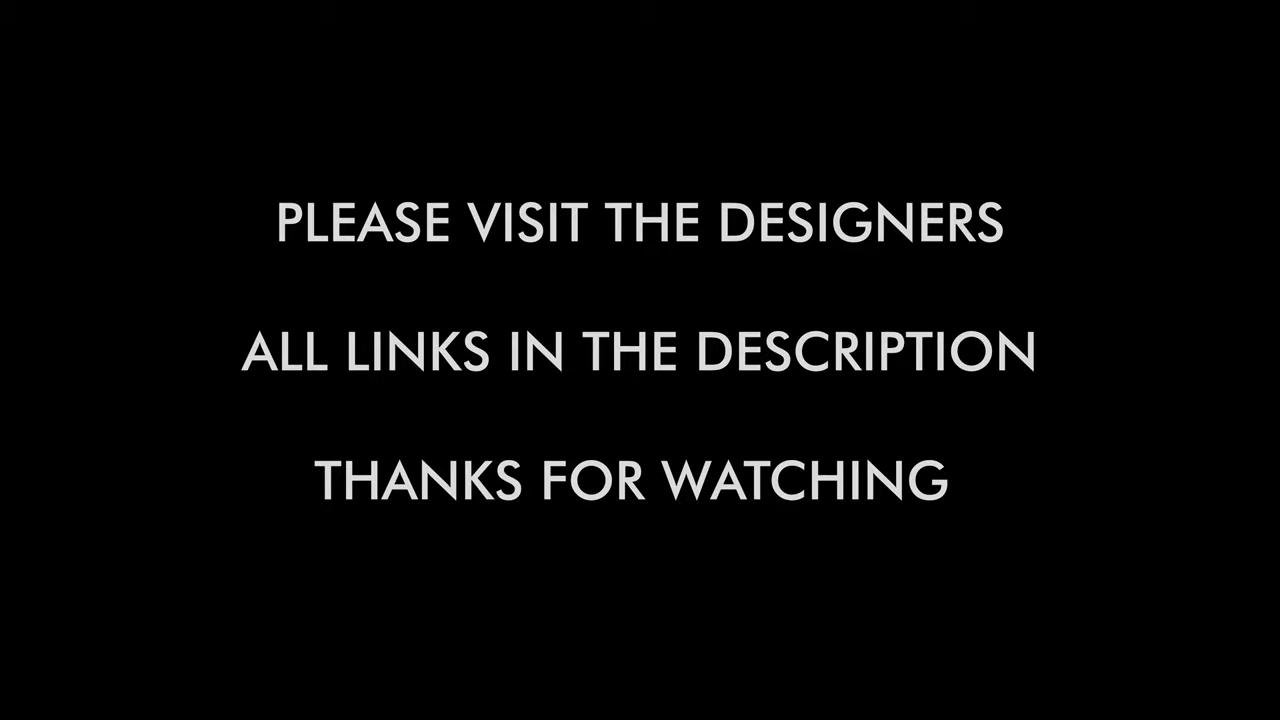 PLEASE VISIT THE DESIGNERS
ALL LINKS IN THE DESCRIPTION
THANKS FOR WATCHING